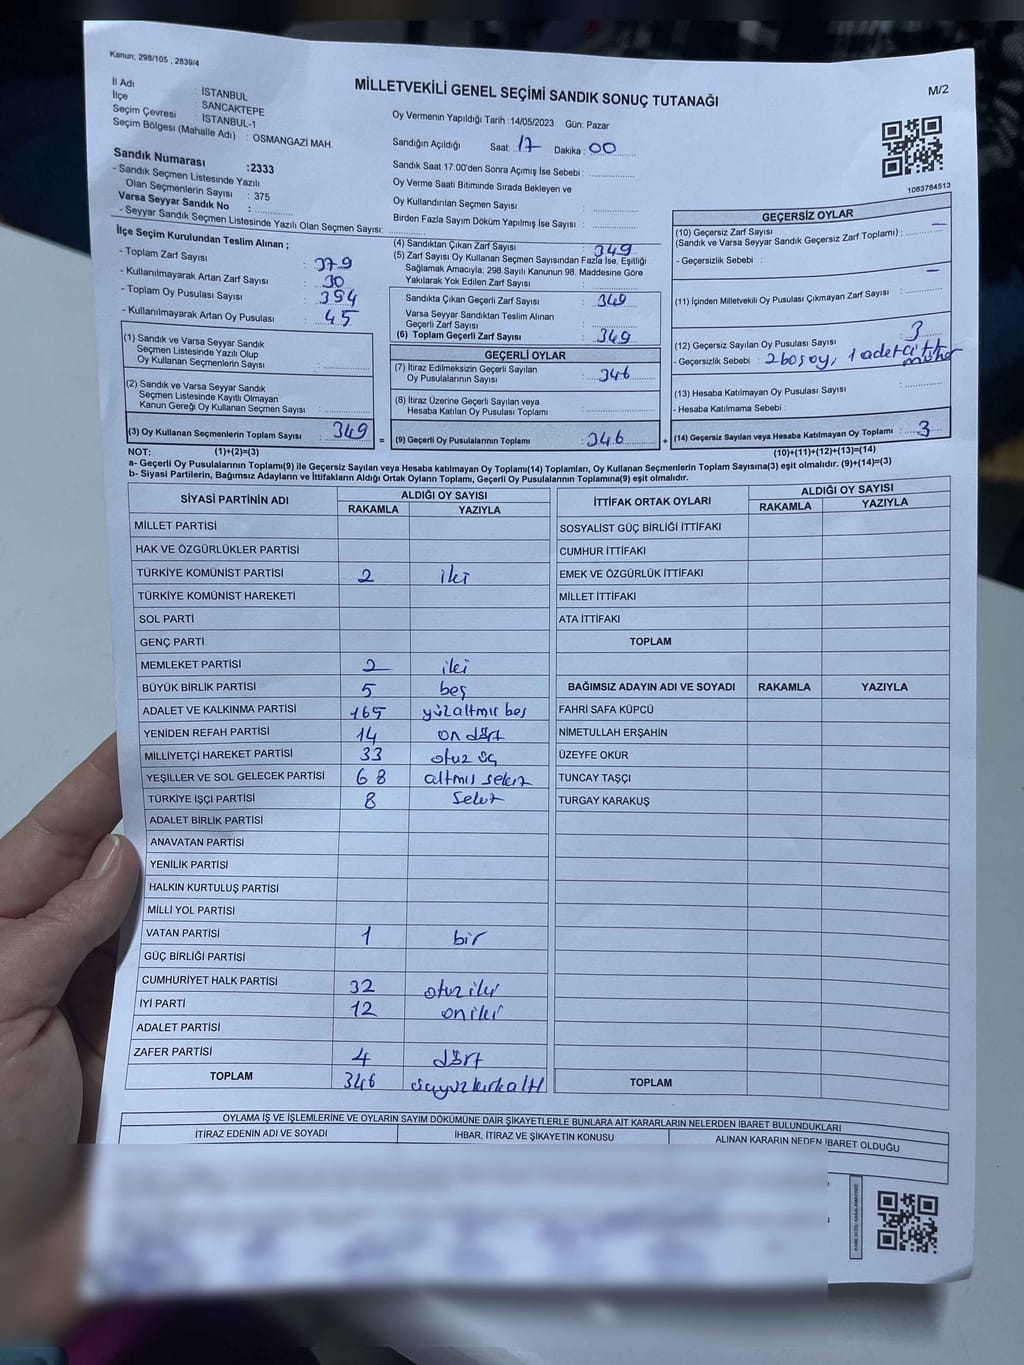 Kanun; 298/105 , 2839/4
MİLLETVEKİLİ GENEL SEÇİMİ SANDIK SONUÇ TUTANAĞI
M/2
İl Adı : İSTANBUL
İlçe : SANCAKTEPE
Seçim Çevresi : İSTANBUL-1
Seçim Bölgesi (Mahalle Adı) : OSMANGAZİ MAH.
Sandık Numarası :2333
- Sandık Seçmen Listesinde Yazılı
Olan Seçmenlerin Sayısı : 375
Varsa Seyyar Sandık No :
- Seyyar Sandık Seçmen Listesinde Yazılı Olan Seçmen Sayısı:
Oy Vermenin Yapıldığı Tarih :14/05/2023 Gün: Pazar
Sandığın Açıldığı Saat: 17 Dakika : 00
Sandık Saat 17:00'den Sonra Açımış İse Sebebi :
Oy Verme Saati Bitiminde Sırada Bekleyen ve
Oy Kullandırılan Seçmen Sayısı :
Birden Fazla Sayım Döküm Yapılmış İse Sayısı :
1083784513
İlçe Seçim Kurulundan Teslim Alınan ;
- Toplam Zarf Sayısı : 379
- Kullanılmayarak Artan Zarf Sayısı : 30
- Toplam Oy Pusulası Sayısı : 394
- Kullanılmayarak Artan Oy Pusulası : 45
(1) Sandık ve Varsa Seyyar Sandık
Seçmen Listesinde Yazılı Olup
Oy Kullanan Seçmenlerin Sayısı :
(2) Sandık ve Varsa Seyyar Sandık
Seçmen Listesinde Kayıtlı Olmayan
Kanun Gereği Oy Kullanan Seçmen Sayısı :
(3) Oy Kullanan Seçmenlerin Toplam Sayısı : 349 =
(4) Sandıktan Çıkan Zarf Sayısı : 349
(5) Zarf Sayısı Oy Kullanan Seçmen Sayısından Fazla İse, Eşitliği
Sağlamak Amacıyla; 298 Sayılı Kanunun 98. Maddesine Göre
Yakılarak Yok Edilen Zarf Sayısı :
Sandıkta Çıkan Geçerli Zarf Sayısı : 349
Varsa Seyyar Sandıktan Teslim Alınan
Geçerli Zarf Sayısı :
(6) Toplam Geçerli Zarf Sayısı : 349
GEÇERLİ OYLAR
(7) İtiraz Edilmeksizin Geçerli Sayılan
Oy Pusulalarının Sayısı : 346
(8) İtiraz Üzerine Geçerli Sayılan veya
Hesaba Katılan Oy Pusulası Toplamı :
(9) Geçerli Oy Pusulalarının Toplamı : 346 +
GEÇERSİZ OYLAR
(10) Geçersiz Zarf Sayısı
(Sandık ve Varsa Seyyar Sandık Geçersiz Zarf Toplamı) : —
- Geçersizlik Sebebi :
(11) İçinden Milletvekili Oy Pusulası Çıkmayan Zarf Sayısı : —
(12) Geçersiz Sayılan Oy Pusulası Sayısı : 3
- Geçersizlik Sebebi : 2 boş oy, 1 adet çift
mühür
(13) Hesaba Katılmayan Oy Pusulası Sayısı :
- Hesaba Katılmama Sebebi :
(14) Geçersiz Sayılan veya Hesaba Katılmayan Oy Toplamı : 3
NOT: (1)+(2)=(3) (10)+(11)+(12)+(13)=(14)
a- Geçerli Oy Pusulalarının Toplamı(9) ile Geçersiz Sayılan veya Hesaba katılmayan Oy Toplamı(14) Toplamları, Oy Kullanan Seçmenlerin Toplam Sayısına(3) eşit olmalıdır. (9)+(14)=(3)
b- Siyasi Partilerin, Bağımsız Adayların ve İttifakların Aldığı Ortak Oyların Toplamı, Geçerli Oy Pusulalarının Toplamına(9) eşit olmalıdır.
SİYASİ PARTİNİN ADI ALDIĞI OY SAYISI
RAKAMLA YAZIYLA
MİLLET PARTİSİ
HAK VE ÖZGÜRLÜKLER PARTİSİ
TÜRKİYE KOMÜNİST PARTİSİ 2 iki
TÜRKİYE KOMÜNİST HAREKETİ
SOL PARTİ
GENÇ PARTİ
MEMLEKET PARTİSİ 2 iki
BÜYÜK BİRLİK PARTİSİ 5 beş
ADALET VE KALKINMA PARTİSİ 165 yüzaltmış beş
YENİDEN REFAH PARTİSİ 14 on dört
MİLLİYETÇİ HAREKET PARTİSİ 33 otuz üç
YEŞİLLER VE SOL GELECEK PARTİSİ 68 altmış sekiz
TÜRKİYE İŞÇİ PARTİSİ 8 sekiz
ADALET BİRLİK PARTİSİ
ANAVATAN PARTİSİ
YENİLİK PARTİSİ
HALKIN KURTULUŞ PARTİSİ
MİLLİ YOL PARTİSİ
VATAN PARTİSİ 1 bir
GÜÇ BİRLİĞİ PARTİSİ
CUMHURİYET HALK PARTİSİ 32 otuz iki
İYİ PARTİ 12 oniki
ADALET PARTİSİ
ZAFER PARTİSİ 4 dört
TOPLAM 346 üçyüz kırk altı
İTTİFAK ORTAK OYLARI ALDIĞI OY SAYISI
RAKAMLA YAZIYLA
SOSYALİST GÜÇ BİRLİĞİ İTTİFAKI
CUMHUR İTTİFAKI
EMEK VE ÖZGÜRLÜK İTTİFAKI
MİLLET İTTİFAKI
ATA İTTİFAKI
TOPLAM
BAĞIMSIZ ADAYIN ADI VE SOYADI RAKAMLA YAZIYLA
FAHRİ SAFA KÜPCÜ
NİMETULLAH ERŞAHİN
ÜZEYFE OKUR
TUNCAY TAŞÇI
TURGAY KARAKUŞ
TOPLAM
OYLAMA İŞ VE İŞLEMLERİNE VE OYLARIN SAYIM DÖKÜMÜNE DAİR ŞİKAYETLERLE BUNLARA AİT KARARLARIN NELERDEN İBARET BULUNDUKLARI
İTİRAZ EDENİN ADI VE SOYADI İHBAR, İTİRAZ VE ŞİKAYETİN KONUSU ALINAN KARARIN NEDEN İBARET OLDUĞU